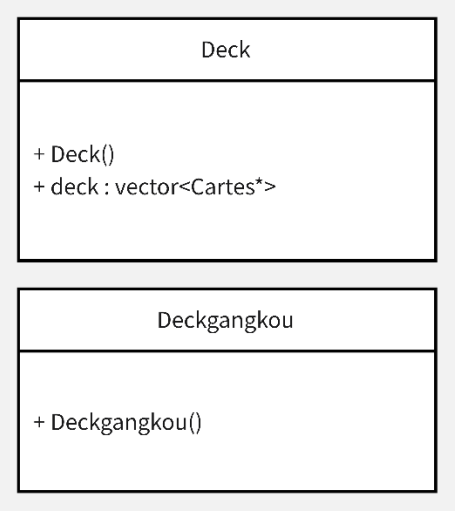 Deck
+ Deck()
+ deck : vector<Cartes*>
Deckgangkou
+ Deckgangkou()